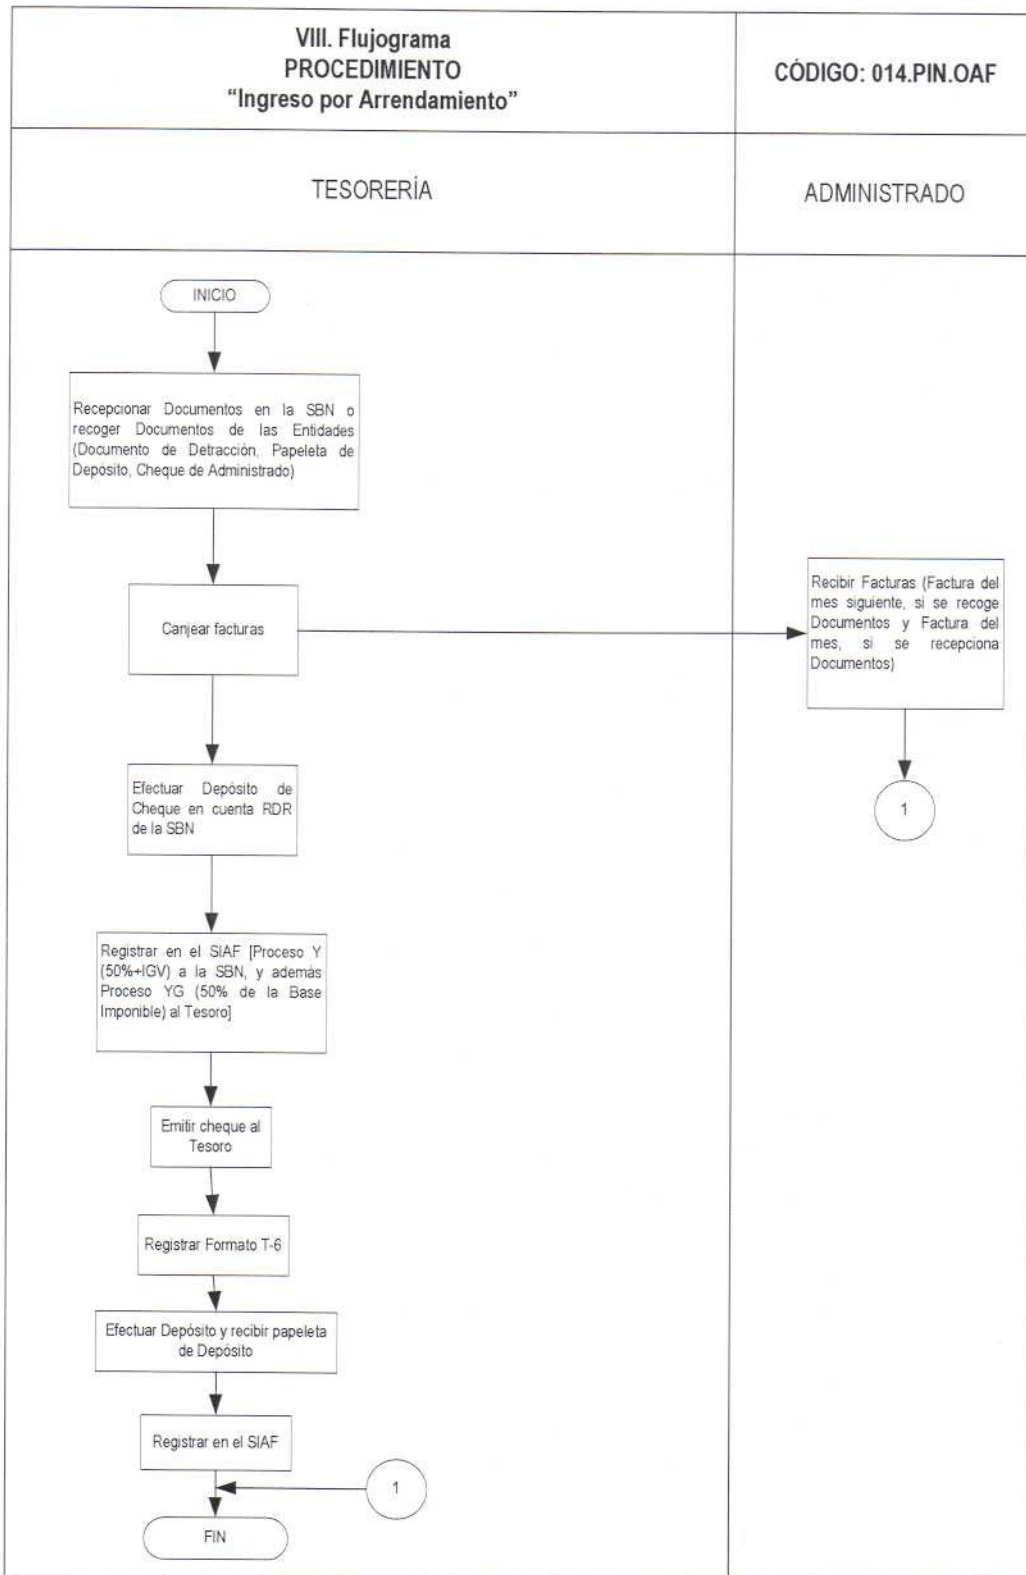 VIII. Flujograma
PROCEDIMIENTO
“Ingreso por Arrendamiento”
CÓDIGO: 014.PIN.OAF
TESORERÍA
ADMINISTRADO
INICIO
Recepcionar Documentos en la SBN o
recoger Documentos de las Entidades
(Documento de Detracción, Papeleta de
Depósito, Cheque de Administrado)
Canjear facturas
Recibir Facturas (Factura del
mes siguiente, si se recoge
Documentos y Factura del
mes, si se recepciona
Documentos)
Efectuar Depósito de
Cheque en cuenta RDR
de la SBN
1
Registrar en el SIAF [Proceso Y
(50%+IGV) a la SBN, y además
Proceso YG (50% de la Base
Imponible) al Tesoro]
Emitir cheque al
Tesoro
Registrar Formato T-6
Efectuar Depósito y recibir papeleta
de Depósito
Registrar en el SIAF
1
FIN